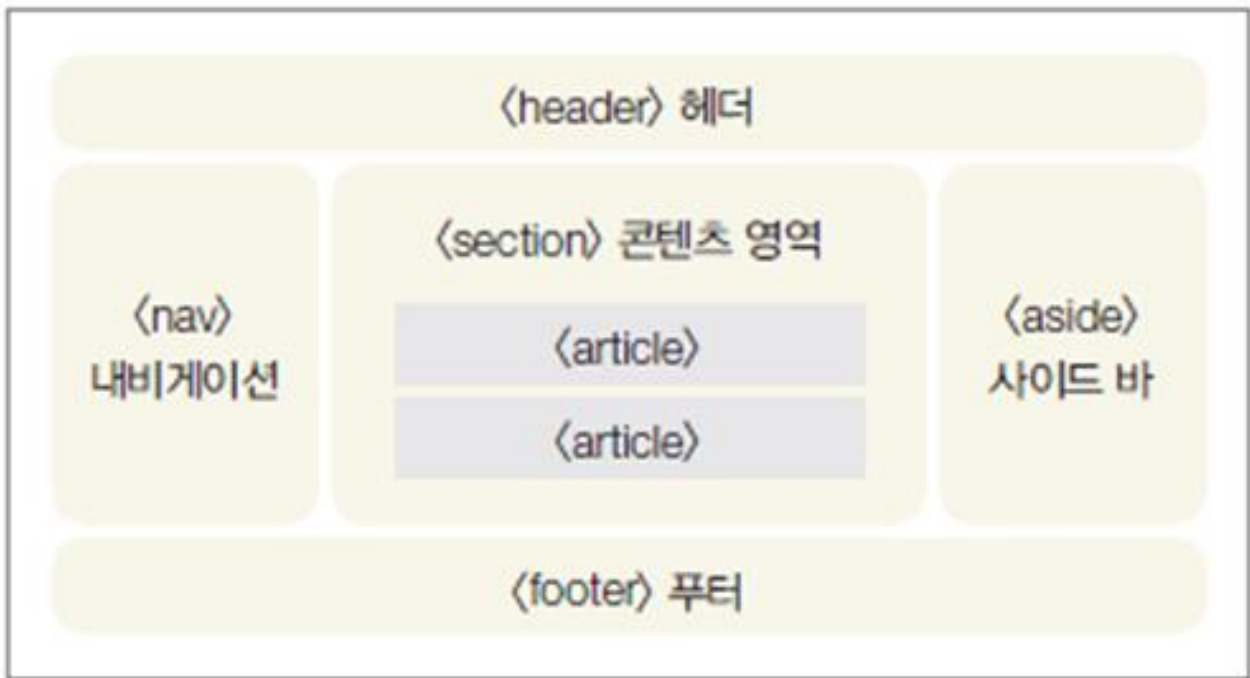 〈header〉 헤더
〈nav〉
내비게이션
〈section〉 콘텐츠 영역
〈article〉
〈article〉
〈aside〉
사이드 바
〈footer〉 푸터